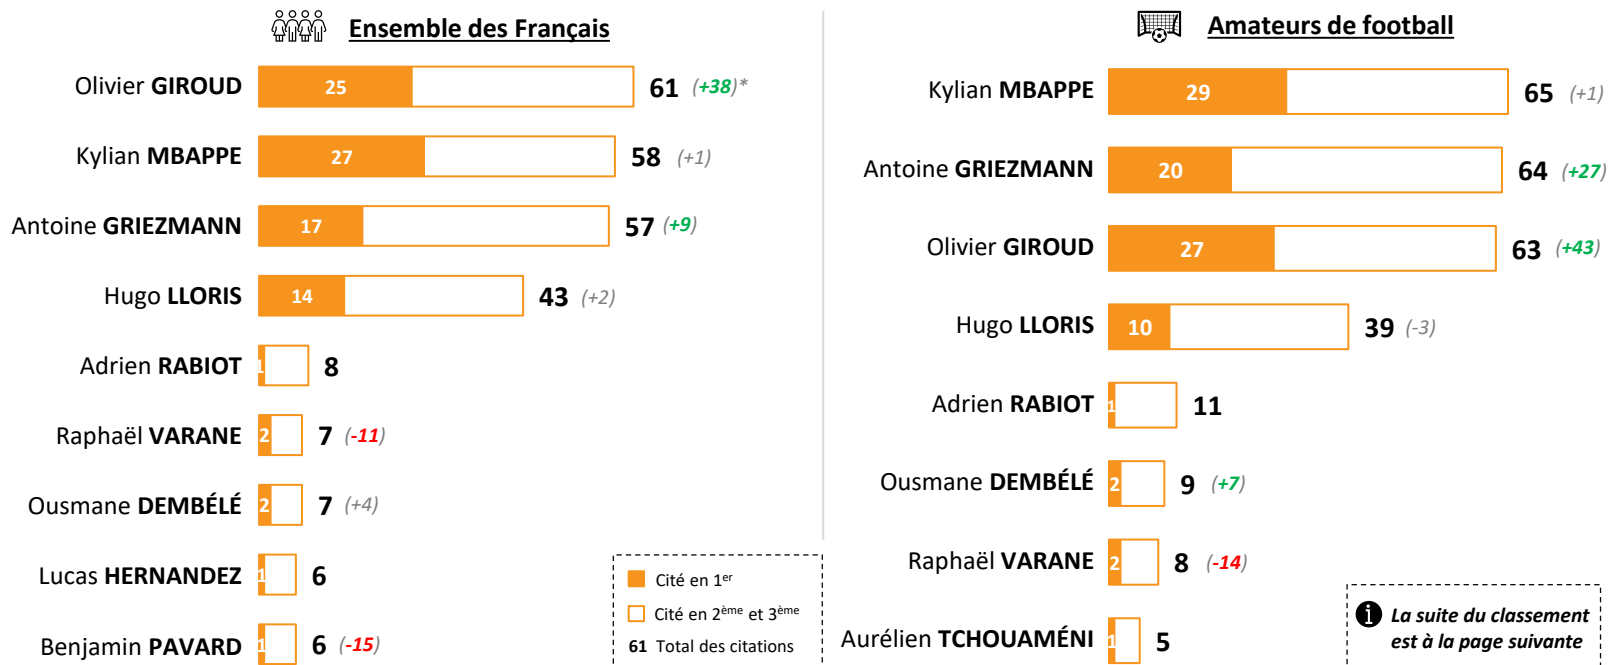 Ensemble des Français
Olivier GIROUD 25 61 (+38)*
Kylian MBAPPE 27 58 (+1)
Antoine GRIEZMANN 17 57 (+9)
Hugo LLORIS 14 43 (+2)
Adrien RABIOT 1 8
Raphaël VARANE 2 7 (-11)
Ousmane DEMBÉLÉ 2 7 (+4)
Lucas HERNANDEZ 1 6
Benjamin PAVARD 1 6 (-15)
Cité en 1er
Cité en 2ème et 3ème
61 Total des citations
Amateurs de football
Kylian MBAPPE 29 65 (+1)
Antoine GRIEZMANN 20 64 (+27)
Olivier GIROUD 27 63 (+43)
Hugo LLORIS 10 39 (-3)
Adrien RABIOT 1 11
Ousmane DEMBÉLÉ 2 9 (+7)
Raphaël VARANE 2 8 (-14)
Aurélien TCHOUAMÉNI 1 5
i La suite du classement
est à la page suivante